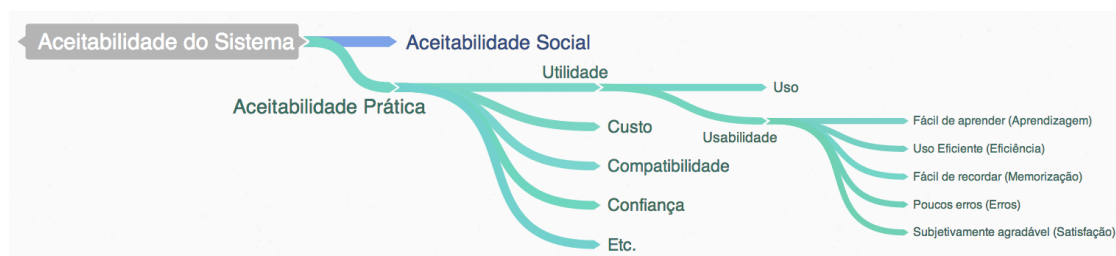 Aceitabilidade do Sistema
Aceitabilidade Social
Aceitabilidade Prática
Utilidade
Uso
Usabilidade
Fácil de aprender (Aprendizagem)
Uso Eficiente (Eficiência)
Fácil de recordar (Memorização)
Poucos erros (Erros)
Subjetivamente agradável (Satisfação)
Custo
Compatibilidade
Confiança
Etc.